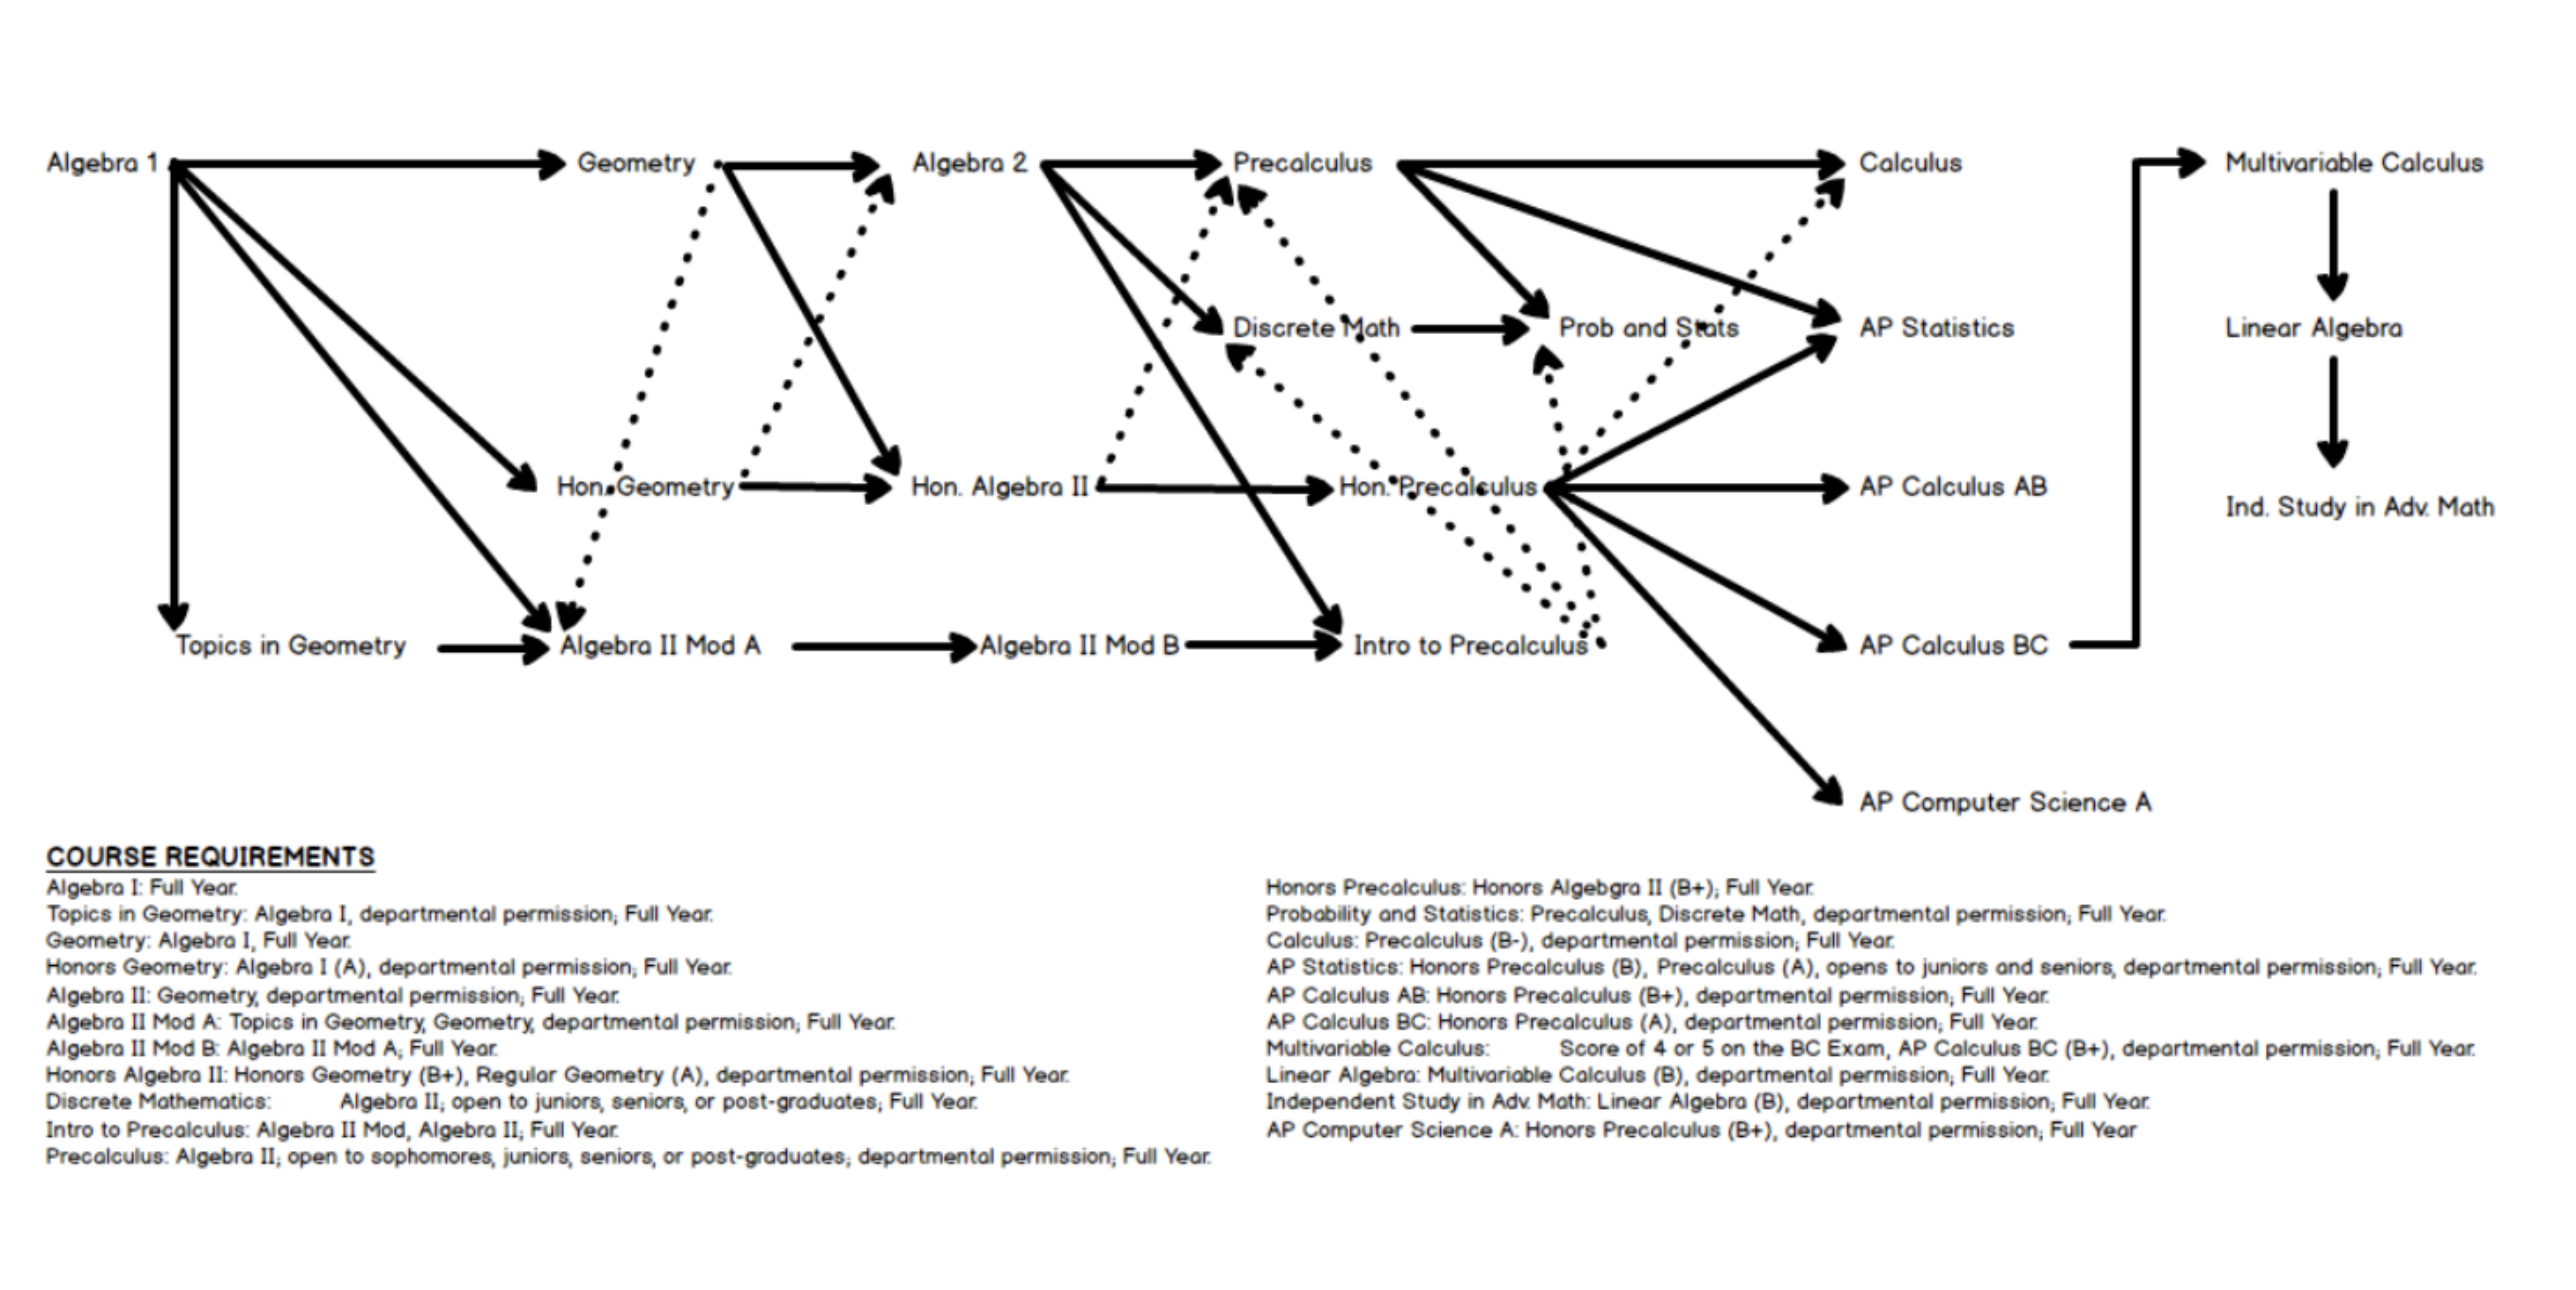 Algebra 1 Geometry Algebra 2 Precalculus Calculus Multivariable Calculus
Discrete Math Prob and Stats AP Statistics Linear Algebra
Hon. Geometry Hon. Algebra II Hon. Precalculus AP Calculus AB
Ind. Study in Adv. Math
Topics in Geometry Algebra II Mod A Algebra II Mod B Intro to Precalculus AP Calculus BC
AP Computer Science A
COURSE REQUIREMENTS
Algebra I: Full Year.
Topics in Geometry: Algebra I, departmental permission; Full Year.
Geometry: Algebra I, Full Year.
Honors Geometry: Algebra I (A), departmental permission; Full Year.
Algebra II: Geometry, departmental permission; Full Year.
Algebra II Mod A: Topics in Geometry, Geometry, departmental permission; Full Year.
Algebra II Mod B: Algebra II Mod A; Full Year.
Honors Algebra II: Honors Geometry (B+), Regular Geometry (A), departmental permission; Full Year.
Discrete Mathematics: Algebra II; open to juniors, seniors, or post-graduates; Full Year.
Intro to Precalculus: Algebra II Mod, Algebra II; Full Year.
Precalculus: Algebra II; open to sophomores, juniors, seniors, or post-graduates; departmental permission; Full Year.
Honors Precalculus: Honors Algebgra II (B+); Full Year.
Probability and Statistics: Precalculus, Discrete Math, departmental permission; Full Year.
Calculus: Precalculus (B-), departmental permission; Full Year.
AP Statistics: Honors Precalculus (B), Precalculus (A), opens to juniors and seniors, departmental permission; Full Year.
AP Calculus AB: Honors Precalculus (B+), departmental permission; Full Year.
AP Calculus BC: Honors Precalculus (A), departmental permission; Full Year.
Multivariable Calculus: Score of 4 or 5 on the BC Exam, AP Calculus BC (B+), departmental permission; Full Year.
Linear Algebra: Multivariable Calculus (B), departmental permission; Full Year.
Independent Study in Adv. Math: Linear Algebra (B), departmental permission; Full Year.
AP Computer Science A: Honors Precalculus (B+), departmental permission; Full Year